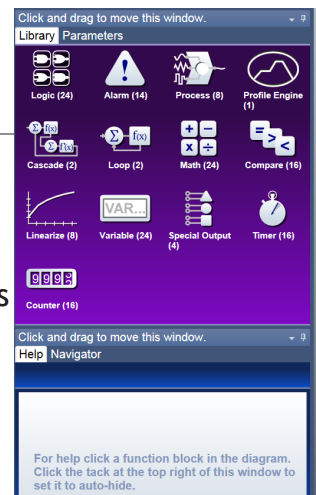 Click and drag to move this window.
Library Parameters
Logic (24) Alarm (14) Process (8) Profile Engine
(1)
Σ f(x)
Σ f(x)
Σ f(x)
Cascade (2) Loop (2) Math (24) Compare (16)
VAR...
Linearize (8) Variable (24) Special Output
(4) Timer (16)
9999
S
Counter (16)
Click and drag to move this window.
Help Navigator
For help click a function block in the diagram.
Click the tack at the top right of this window to
set it to auto-hide.